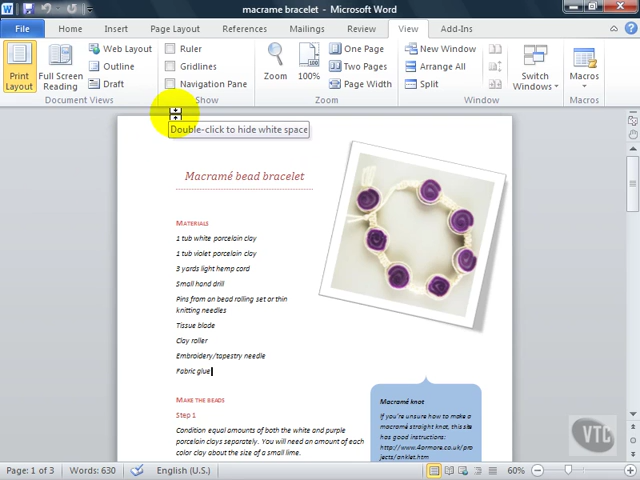 macrame bracelet - Microsoft Word
File Home Insert Page Layout References Mailings Review View Add-Ins
Print Layout
Full Screen Reading
Web Layout
Outline
Draft
Document Views
Ruler
Gridlines
Navigation Pane
Show
Zoom
100%
One Page
Two Pages
Page Width
Zoom
New Window
Arrange All
Split
Window
Switch Windows
Macros
Macros
Double-click to hide white space
Macramé bead bracelet
Materials
1 tub white porcelain clay
1 tub violet porcelain clay
3 yards light hemp cord
Small hand drill
Pins from an bead rolling set or thin
knitting needles
Tissue blade
Clay roller
Embroidery/tapestry needle
Fabric glue
Make the beads
Step 1
Condition equal amounts of both the white and purple
porcelain clays separately. You will need an amount of each
color clay about the size of a small lime.
Macramé knot
If you're unsure how to make a
macramé straight knot, this site
has good instructions:
http://www.4ormore.co.uk/pro
jects/anklet.htm
VTC
Page: 1 of 3 Words: 630 English (U.S.) 60%